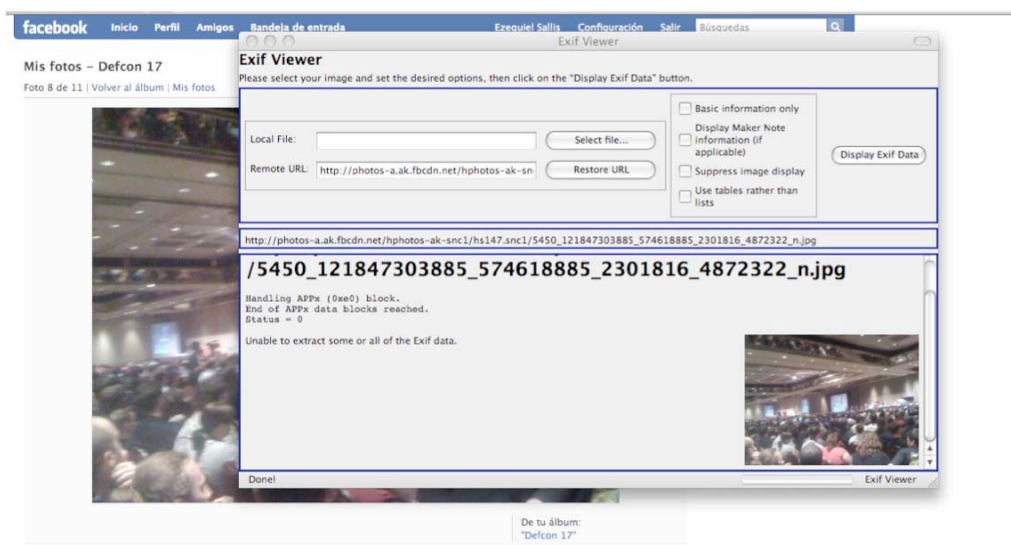 facebook Inicio Perfil Amigos Bandeja de entrada Ezequiel Sallis Configuración Salir Búsquedas
Mis fotos – Defcon 17
Foto 8 de 11 | Volver al álbum | Mis fotos
Exif Viewer
Exif Viewer
Please select your image and set the desired options, then click on the "Display Exif Data" button.
Local File: Select file...
Remote URL: http://photos-a.ak.fbcdn.net/hphotos-ak-sn Restore URL
Basic information only
Display Maker Note
information (if
applicable)
Suppress image display
Use tables rather than
lists
Display Exif Data
http://photos-a.ak.fbcdn.net/hphotos-ak-snc1/hs147.snc1/5450_121847303885_574618885_2301816_4872322_n.jpg
/5450_121847303885_574618885_2301816_4872322_n.jpg
Handling APPx (0xe0) block.
End of APPx data blocks reached.
Status = 0
Unable to extract some or all of the Exif data.
Done! Exif Viewer
De tu álbum:
"Defcon 17"